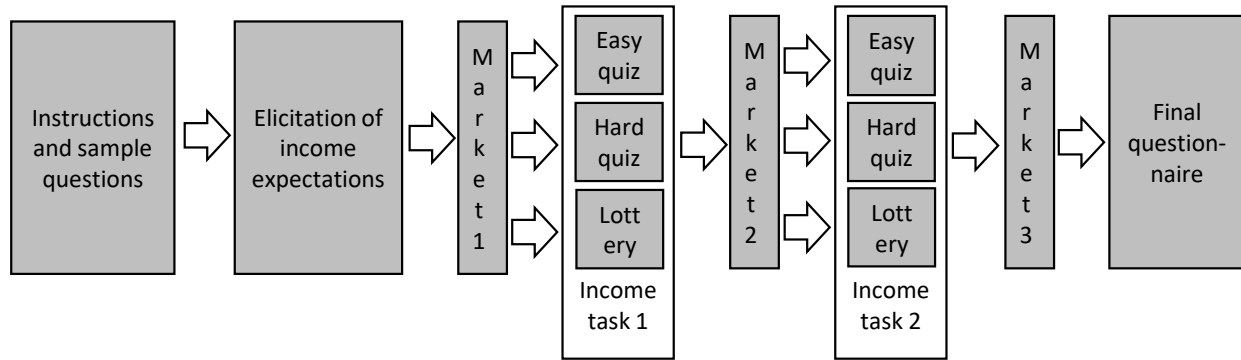 Instructions
and sample
questions
Elicitation of
income
expectations
M
a
r
k
e
t
1
Easy
quiz
Hard
quiz
Lott
ery
Income
task 1
M
a
r
k
e
t
2
Easy
quiz
Hard
quiz
Lott
ery
Income
task 2
M
a
r
k
e
t
3
Final
question-
naire